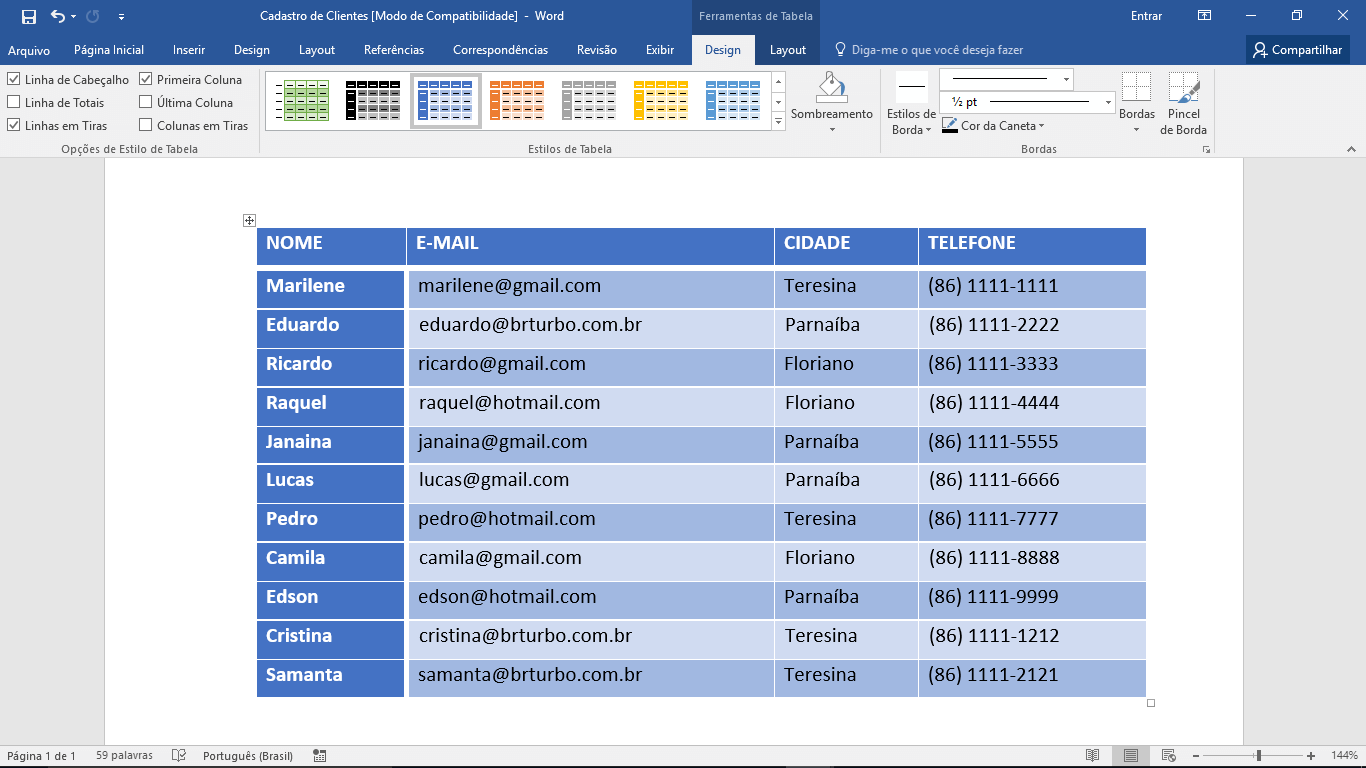 Cadastro de Clientes [Modo de Compatibilidade] - Word Ferramentas de Tabela Entrar
Arquivo Página Inicial Inserir Design Layout Referências Correspondências Revisão Exibir Design Layout Diga-me o que você deseja fazer Compartilhar
Linha de Cabeçalho Primeira Coluna
Linha de Totais Última Coluna
Linhas em Tiras Colunas em Tiras
Opções de Estilo de Tabela
Estilos de Tabela
Sombreamento
Estilos de Borda
½ pt
Cor da Caneta
Bordas
Pincel de Borda
Bordas
NOME E-MAIL CIDADE TELEFONE
Marilene marilene@gmail.com Teresina (86) 1111-1111
Eduardo eduardo@brturbo.com.br Parnaíba (86) 1111-2222
Ricardo ricardo@gmail.com Floriano (86) 1111-3333
Raquel raquel@hotmail.com Floriano (86) 1111-4444
Janaina janaina@gmail.com Parnaíba (86) 1111-5555
Lucas lucas@gmail.com Parnaíba (86) 1111-6666
Pedro pedro@hotmail.com Teresina (86) 1111-7777
Camila camila@gmail.com Floriano (86) 1111-8888
Edson edson@hotmail.com Parnaíba (86) 1111-9999
Cristina cristina@brturbo.com.br Teresina (86) 1111-1212
Samanta samanta@brturbo.com.br Teresina (86) 1111-2121
Página 1 de 1 59 palavras Português (Brasil) 144%